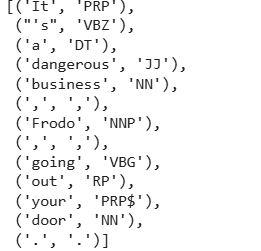 [('It', 'PRP'),
("'s", 'VBZ'),
('a', 'DT'),
('dangerous', 'JJ'),
('business', 'NN'),
(',', ','),
('Frodo', 'NNP'),
(',', ','),
('going', 'VBG'),
('out', 'RP'),
('your', 'PRP$'),
('door', 'NN'),
('.', '.')]